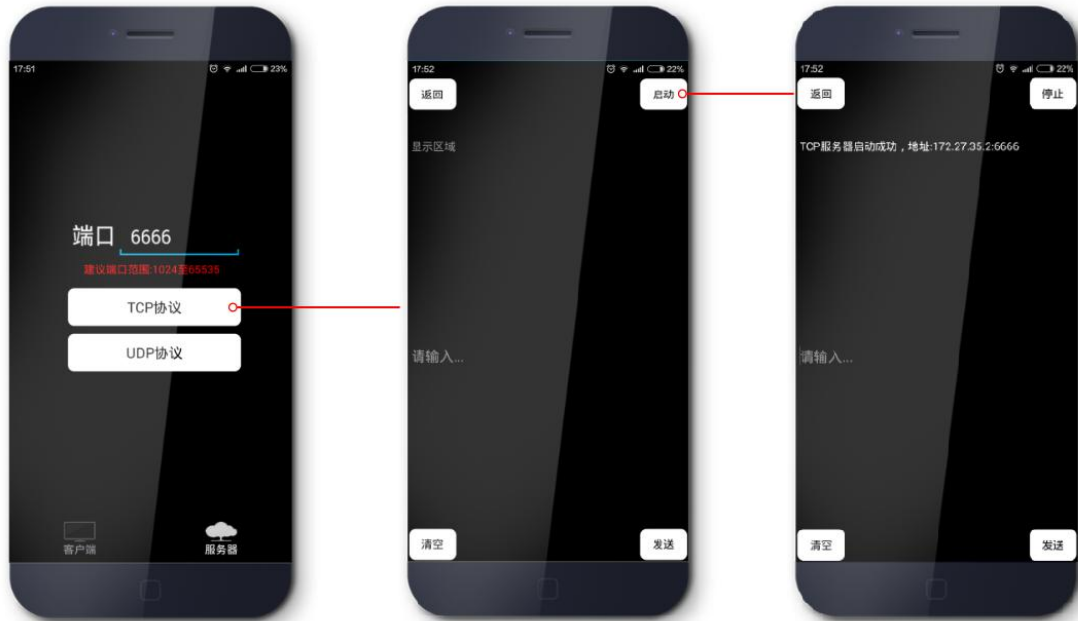 17:51
23%
端口 6666
建议端口范围:1024至65535
TCP协议
UDP协议
客户端
服务器
17:52
22%
返回
启动
显示区域
请输入...
清空
发送
17:52
22%
返回
停止
TCP服务器启动成功，地址:172.27.35.2:6666
请输入...
清空
发送